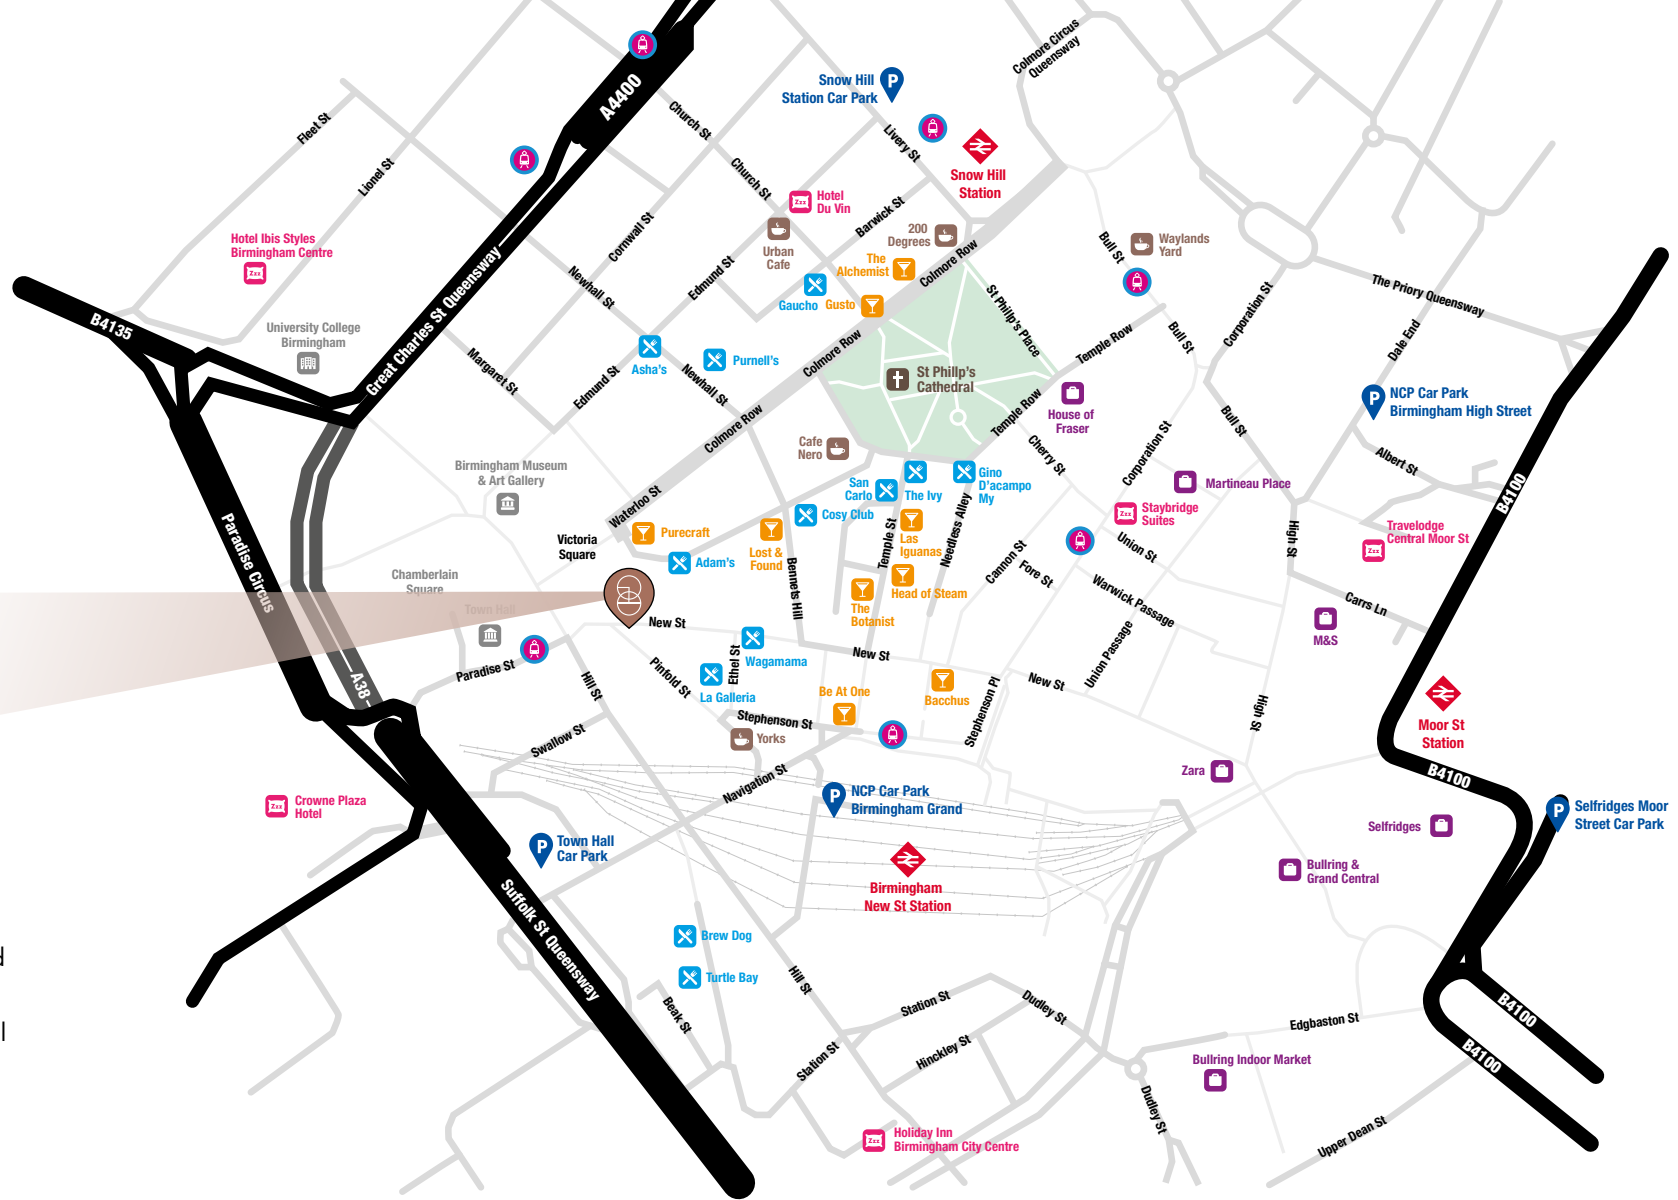 A4400
Fleet St
Lionel St
Church St
Church St
Cornwall St
Snow Hill
Station Car Park
P
Livery St
Snow Hill
Station
Colmore Circus
Queensway
Hotel
Du Vin
Zzz
Barwick St
200
Degrees
Urban
Cafe
The
Alchemist
Colmore Row
Bull St
Waylands
Yard
Hotel Ibis Styles
Birmingham Centre
Zzz
Newhall St
Edmund St
Gaucho
Gusto
St Phillp's Place
Corporation St
The Priory Queensway
Dale End
B4135
University College
Birmingham
Great Charles St Queensway
Margaret St
Asha's
Purnell's
Edmund St
Newhall St
Colmore Row
Colmore Row
St Phillp's
Cathedral
Temple Row
Temple Row
Bull St
Bull St
House of
Fraser
NCP Car Park
Birmingham High Street
P
Albert St
B4100
Cafe
Nero
Cherry St
Corporation St
Birmingham Museum
& Art Gallery
San
Carlo
The Ivy
Gino
D'acampo
My
Martineau Place
Staybridge
Suites
Zzz
Travelodge
Central Moor St
Zzz
Waterloo St
Purecraft
Lost &
Found
Cosy Club
Temple St
Las
Iguanas
Needless Alley
Cannon St
Fore St
Union St
High St
Victoria
Square
Adam's
Bennets Hill
Head of Steam
The
Botanist
Warwick Passage
Union Passage
Carrs Ln
M&S
Paradise Circus
Chamberlain
Square
Town Hall
New St
New St
New St
Paradise St
Hill St
Pinfold St
Ethel St
Wagamama
La Galleria
Be At One
Bacchus
Stephenson Pl
High St
A38
Stephenson St
Yorks
Swallow St
Navigation St
Zara
Moor St
Station
B4100
Crowne Plaza
Hotel
Zzz
NCP Car Park
Birmingham Grand
P
Selfridges
Selfridges Moor
Street Car Park
P
Town Hall
Car Park
P
Birmingham
New St Station
Bullring &
Grand Central
Suffolk St Queensway
Brew Dog
Turtle Bay
Hill St
Beak St
Station St
Station St
Hinckley St
Dudley St
Dudley St
Edgbaston St
B4100
B4100
Bullring Indoor Market
Upper Dean St
Holiday Inn
Birmingham City Centre
Zzz
d
l